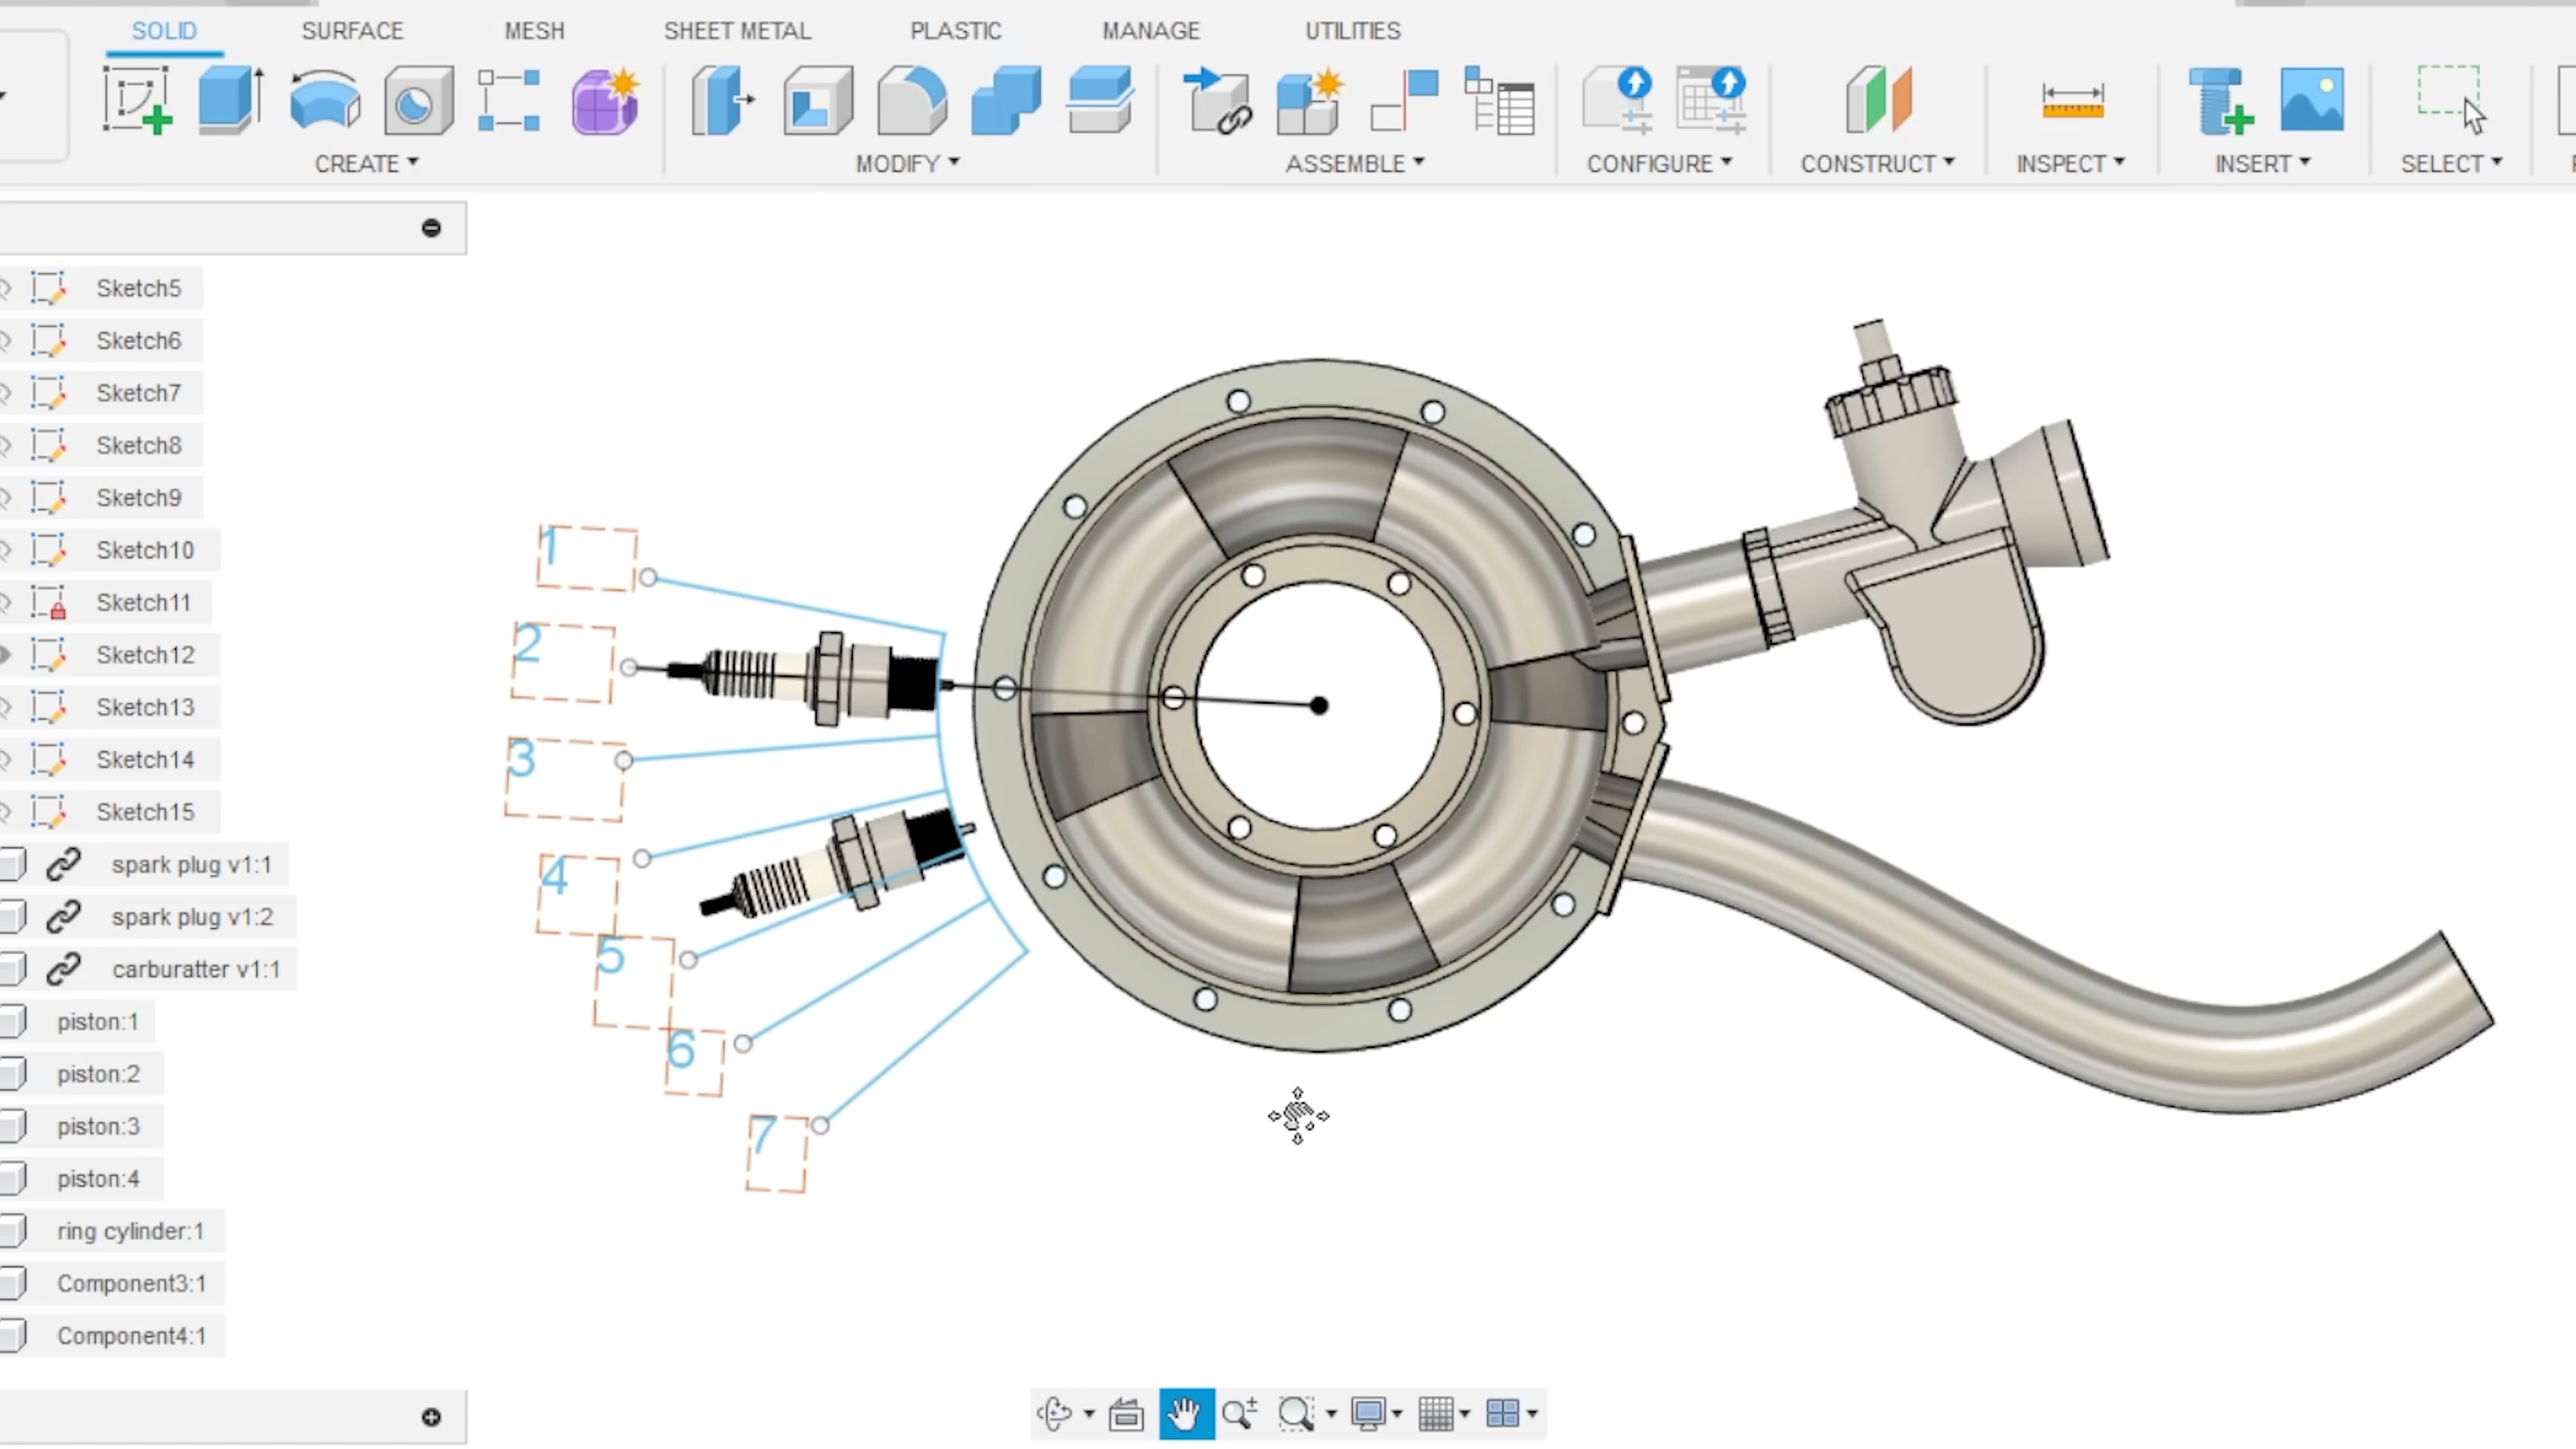 SOLID SURFACE MESH SHEET METAL PLASTIC MANAGE UTILITIES
CREATE MODIFY ASSEMBLE CONFIGURE CONSTRUCT INSPECT INSERT SELECT
Sketch5
Sketch6
Sketch7
Sketch8
Sketch9
Sketch10
Sketch11
Sketch12
Sketch13
Sketch14
Sketch15
spark plug v1:1
spark plug v1:2
carburatter v1:1
piston:1
piston:2
piston:3
piston:4
ring cylinder:1
Component3:1
Component4:1
1
2
3
4
5
6
7